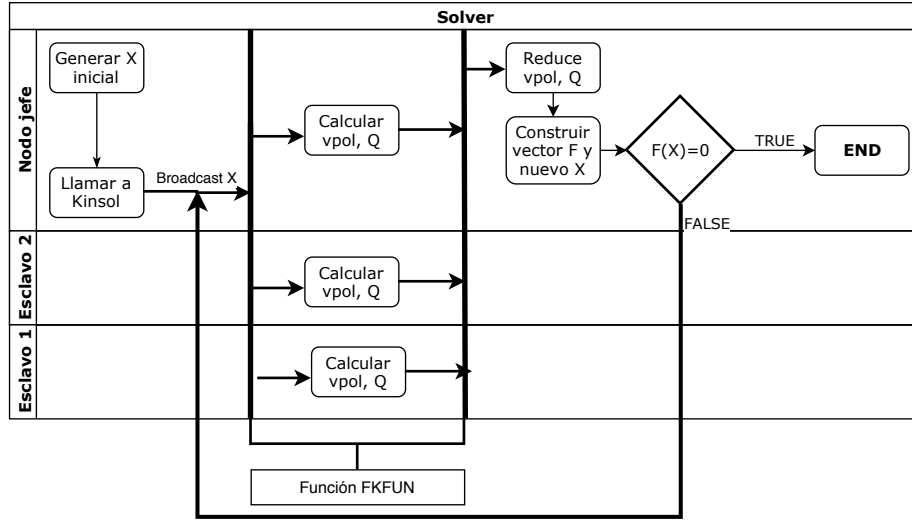 Solver
Nodo jefe
Generar X
inicial
Llamar a
Kinsol
Broadcast X
Calcular
vpol, Q
Reduce
vpol, Q
Construir
vector F y
nuevo X
F(X)=0
TRUE
END
FALSE
Esclavo 2
Calcular
vpol, Q
Esclavo 1
Calcular
vpol, Q
Función FKFUN